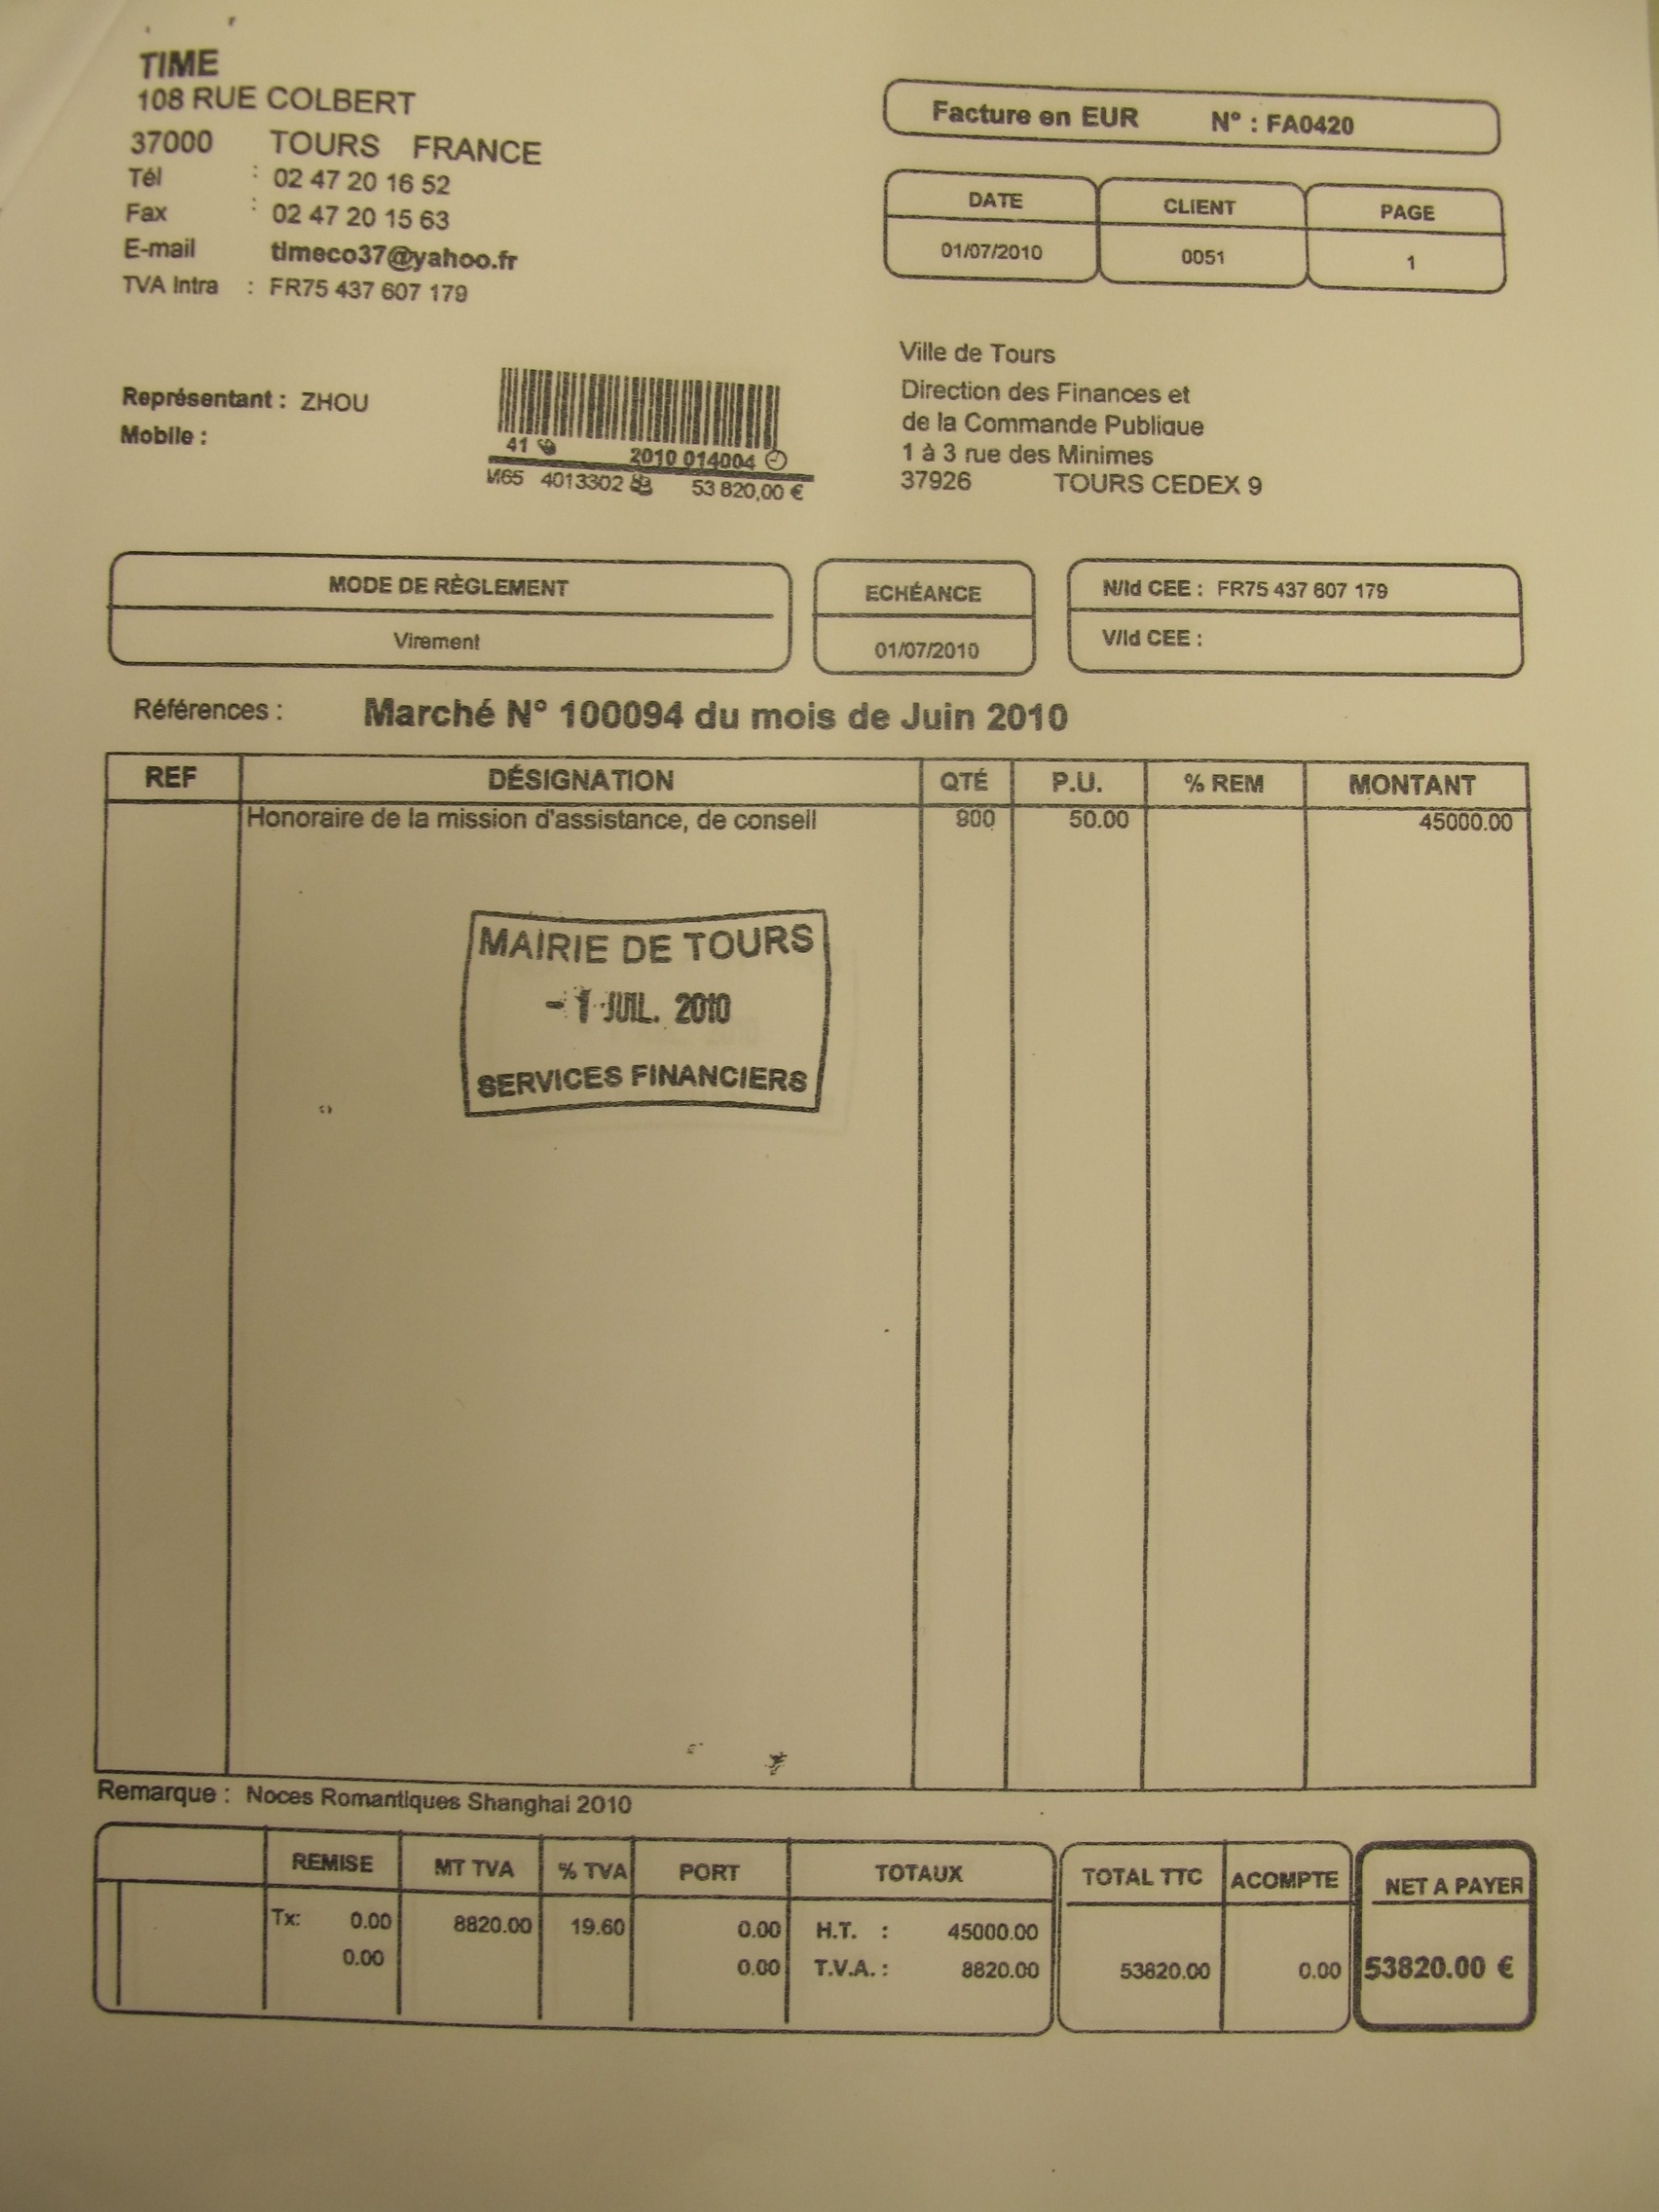 TIME
108 RUE COLBERT
37000 TOURS FRANCE
Tél : 02 47 20 16 52
Fax : 02 47 20 15 63
E-mail timeco37@yahoo.fr
TVA Intra : FR75 437 607 179
Facture en EUR N° : FA0420
DATE CLIENT PAGE
01/07/2010 0051 1
Représentant : ZHOU
Mobile :
41 2010 014004
M65 4013302 53 820,00 €
Ville de Tours
Direction des Finances et
de la Commande Publique
1 à 3 rue des Minimes
37926 TOURS CEDEX 9
MODE DE RÈGLEMENT
Virement
ECHÉANCE
01/07/2010
N/Id CEE : FR75 437 607 179
V/Id CEE :
Références : Marché N° 100094 du mois de Juin 2010
REF DÉSIGNATION QTÉ P.U. % REM MONTANT
Honoraire de la mission d'assistance, de conseil 900 50.00 45000.00
MAIRIE DE TOURS
- 1 JUIL. 2010
SERVICES FINANCIERS
Remarque : Noces Romantiques Shanghai 2010
REMISE MT TVA % TVA PORT TOTAUX TOTAL TTC ACOMPTE NET A PAYER
Tx: 0.00 8820.00 19.60 0.00 H.T. : 45000.00
0.00 0.00 T.V.A. : 8820.00 53820.00 0.00 53820.00 €